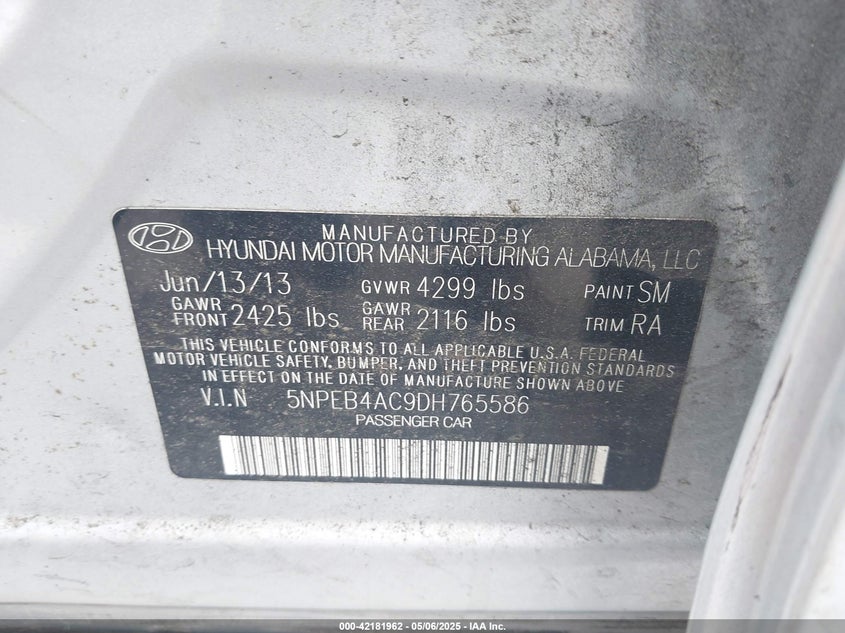 MANUFACTURED BY
HYUNDAI MOTOR MANUFACTURING ALABAMA, LLC
Jun/13/13 GVWR 4299 lbs PAINT SM
GAWR FRONT 2425 lbs GAWR REAR 2116 lbs TRIM RA
THIS VEHICLE CONFORMS TO ALL APPLICABLE U.S.A. FEDERAL
MOTOR VEHICLE SAFETY, BUMPER, AND THEFT PREVENTION STANDARDS
IN EFFECT ON THE DATE OF MANUFACTURE SHOWN ABOVE.
V.I.N 5NPEB4AC9DH765586
PASSENGER CAR
000-42181962 - 05/06/2025 - IAA Inc.